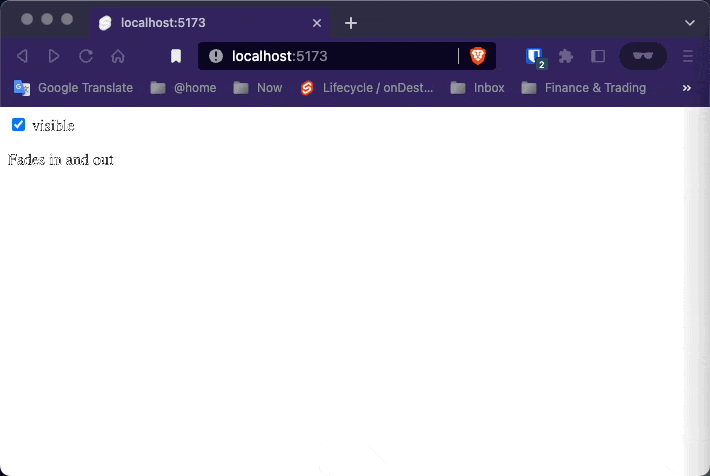 localhost:5173
localhost:5173
2
Google Translate @home Now Lifecycle / onDest... Inbox Finance & Trading »
visible
Fades in and out